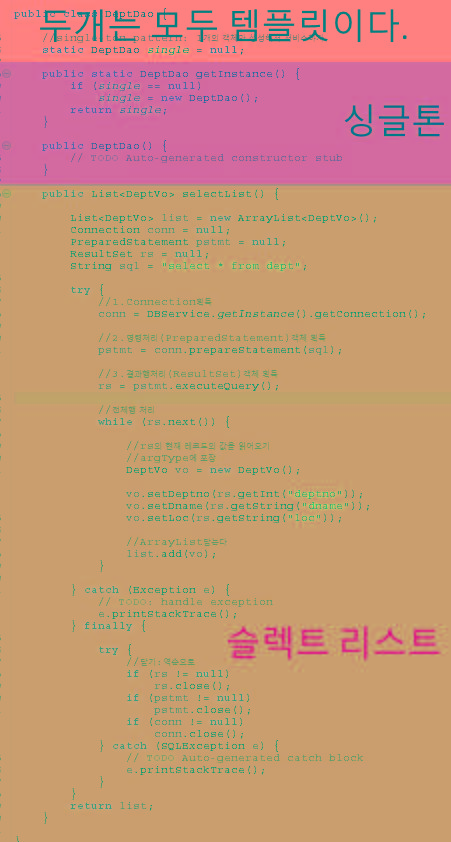 public class DeptDao {
두개는 모두 템플릿이다.
static DeptDao single = null;
public static DeptDao getInstance() {
if (single == null)
single = new DeptDao();
return single;
}
싱글톤
public DeptDao() {
// TODO Auto-generated constructor stub
}
public List<DeptVo> selectList() {
List<DeptVo> list = new ArrayList<DeptVo>();
Connection conn = null;
PreparedStatement pstmt = null;
ResultSet rs = null;
String sql = "select * from dept";
try {
//1.Connection획득
conn = DBService.getInstance().getConnection();
//2.명령처리(PreparedStatement)객체 획득
pstmt = conn.prepareStatement(sql);
//3.결과행처리(ResultSet)객체 획득
rs = pstmt.executeQuery();
//전체행 처리
while (rs.next()) {
//rs의 현재 레코드의 값을 읽어오기
//argType에 포장
DeptVo vo = new DeptVo();
vo.setDeptno(rs.getInt("deptno"));
vo.setDname(rs.getString("dname"));
vo.setLoc(rs.getString("loc"));
//ArrayList담는다
list.add(vo);
}
} catch (Exception e) {
// TODO: handle exception
e.printStackTrace();
} finally {
슬렉트 리스트
try {
//닫기:역순으로
if (rs != null)
rs.close();
if (pstmt != null)
pstmt.close();
if (conn != null)
conn.close();
} catch (SQLException e) {
// TODO Auto-generated catch block
e.printStackTrace();
}
}
return list;
}
}